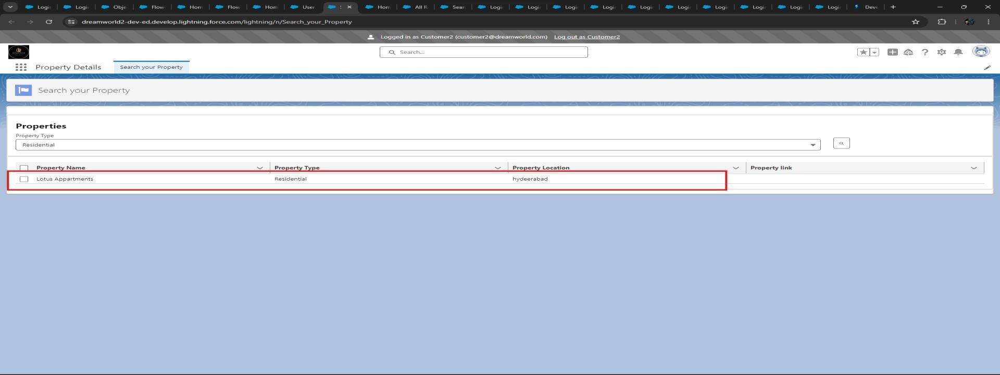 Logi Logi Obje Flow Hom Flow Hom User Hom All R Sear Logi Logi Logi Logi Logi Logi Logi Logi Logi Logi Deve
dreamworld2-dev-ed.develop.lightning.force.com/lightning/n/Search_your_Property
Logged in as Customer2 (customer2@dreamworld.com) Log out as Customer2
Search...
Property Details Search your Property
Search your Property
Properties
Property Type
Residential
Property Name Property Type Property Location Property link
Lotus Appartments Residential hydeerabad